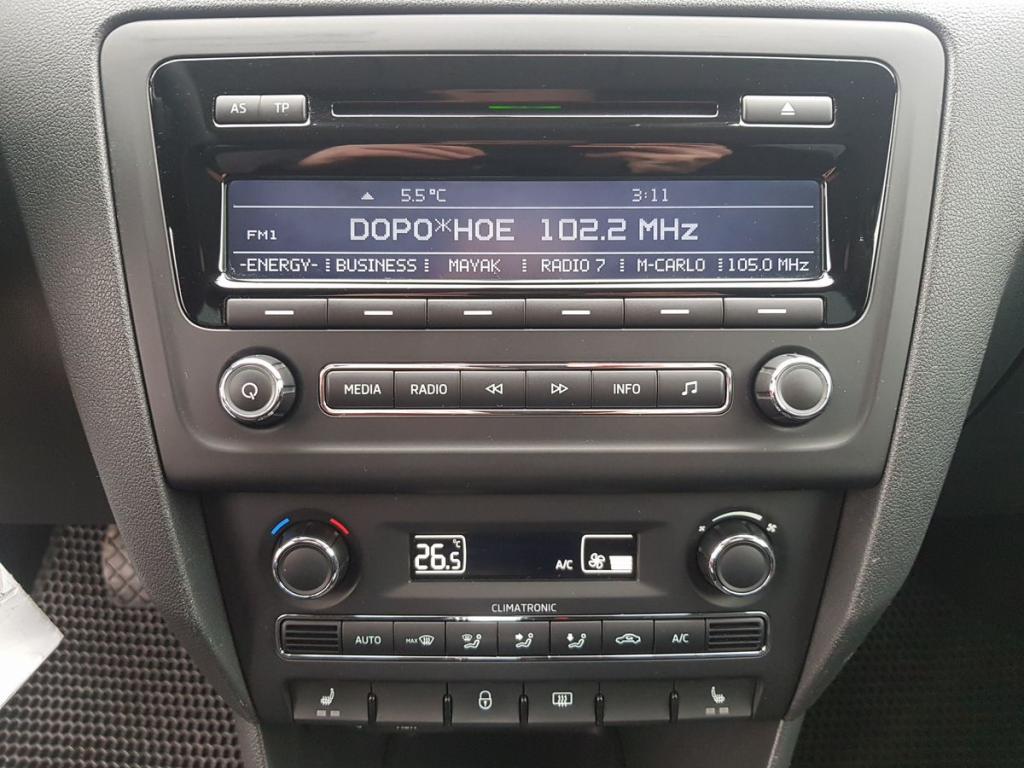 AS TP
5.5°C 3:11
FM1 DOPO*HOE 102.2 MHz
-ENERGY- BUSINESS MAYAK RADIO 7 M-CARLO 105.0 MHz
MEDIA RADIO INFO
26.5 °C A/C
CLIMATRONIC
AUTO MAX A/C